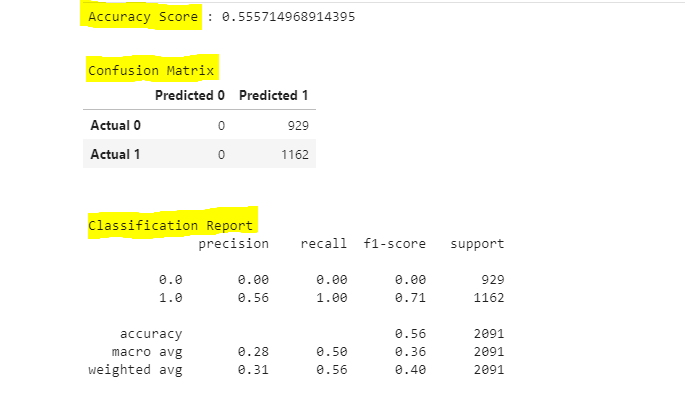 Accuracy Score : 0.555714968914395
Confusion Matrix
Predicted 0 Predicted 1
Actual 0 0 929
Actual 1 0 1162
Classification Report
precision recall f1-score support
0.0 0.00 0.00 0.00 929
1.0 0.56 1.00 0.71 1162
accuracy 0.56 2091
macro avg 0.28 0.50 0.36 2091
weighted avg 0.31 0.56 0.40 2091